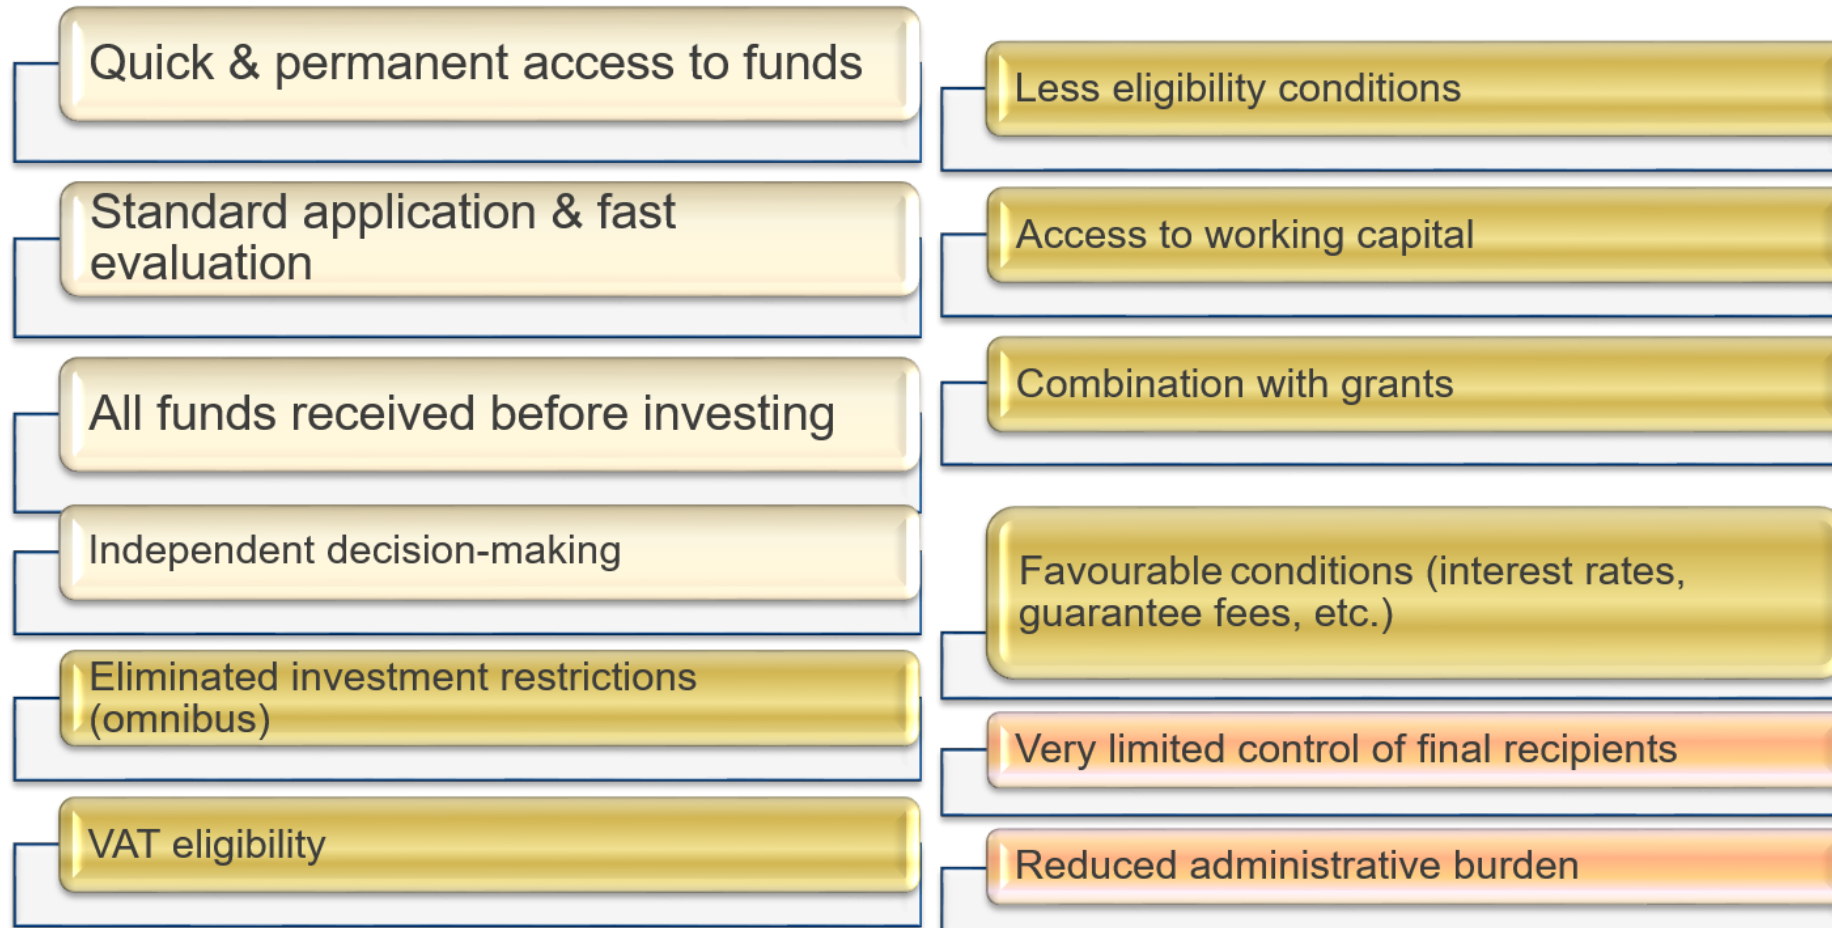 Quick & permanent access to funds
Standard application & fast
evaluation
All funds received before investing
Independent decision-making
Eliminated investment restrictions
(omnibus)
VAT eligibility
Less eligibility conditions
Access to working capital
Combination with grants
Favourable conditions (interest rates,
guarantee fees, etc.)
Very limited control of final recipients
Reduced administrative burden